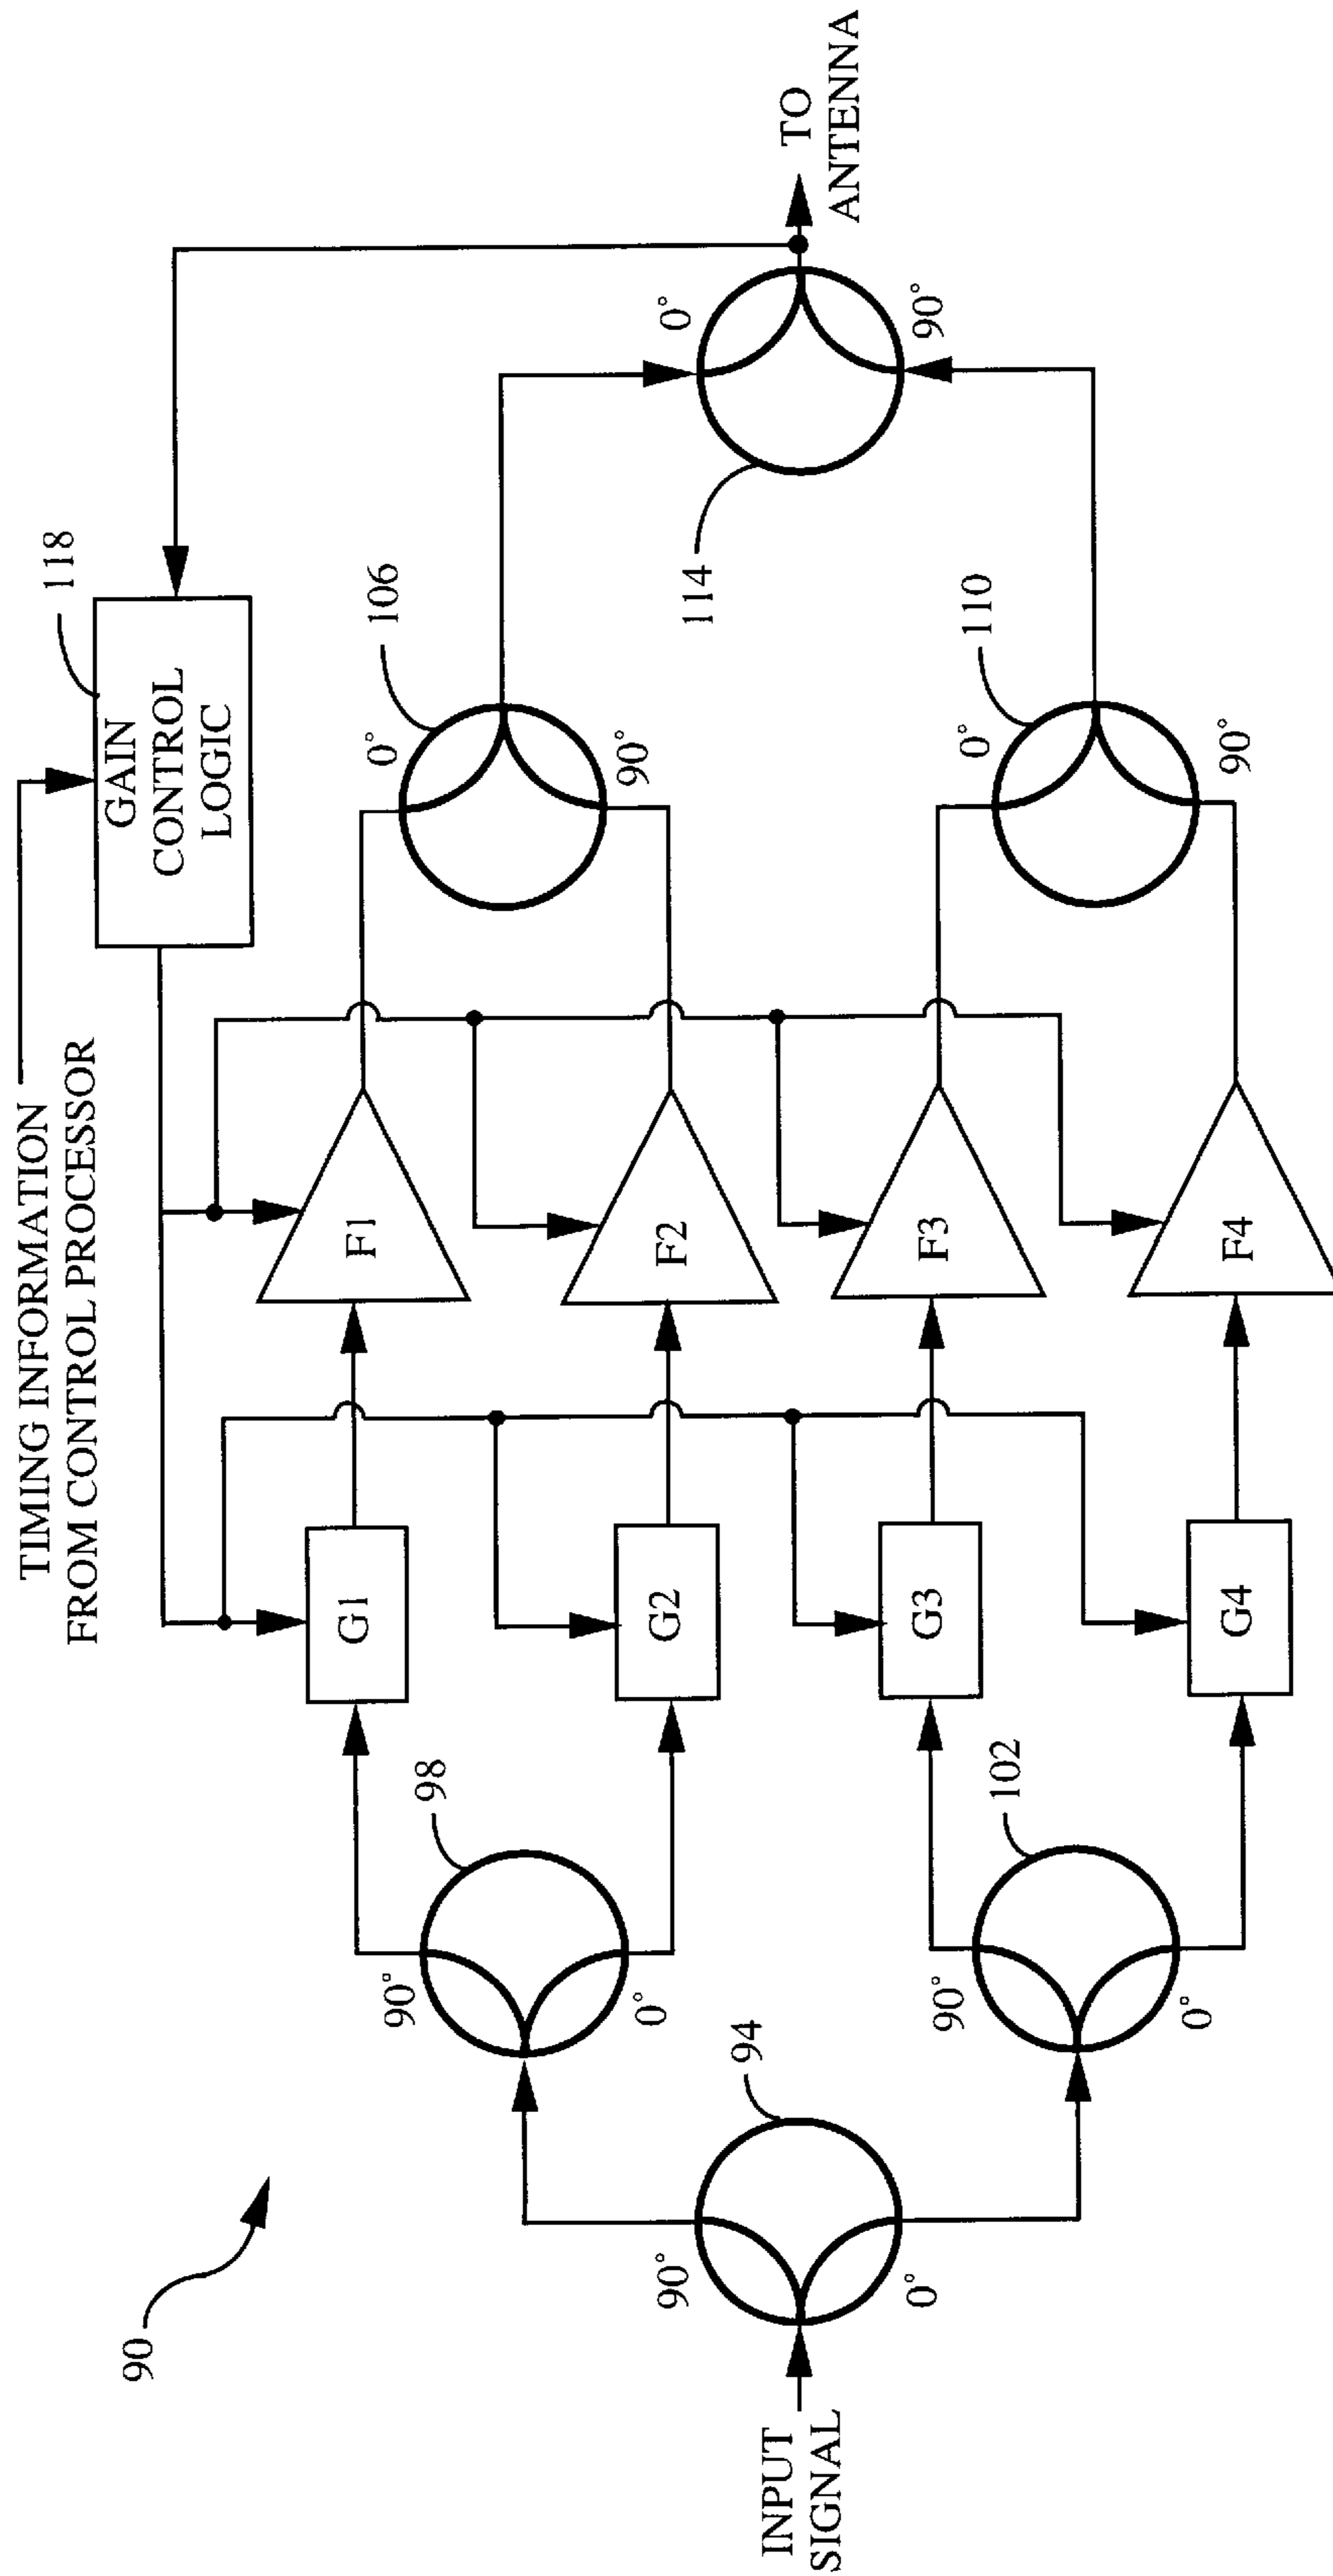 90
TIMING INFORMATION
FROM CONTROL PROCESSOR
GAIN
CONTROL
LOGIC
118
INPUT
SIGNAL
90°
0°
94
90°
0°
98
90°
0°
102
G1
G2
G3
G4
F1
F2
F3
F4
0°
90°
106
0°
90°
110
0°
90°
114
TO
ANTENNA